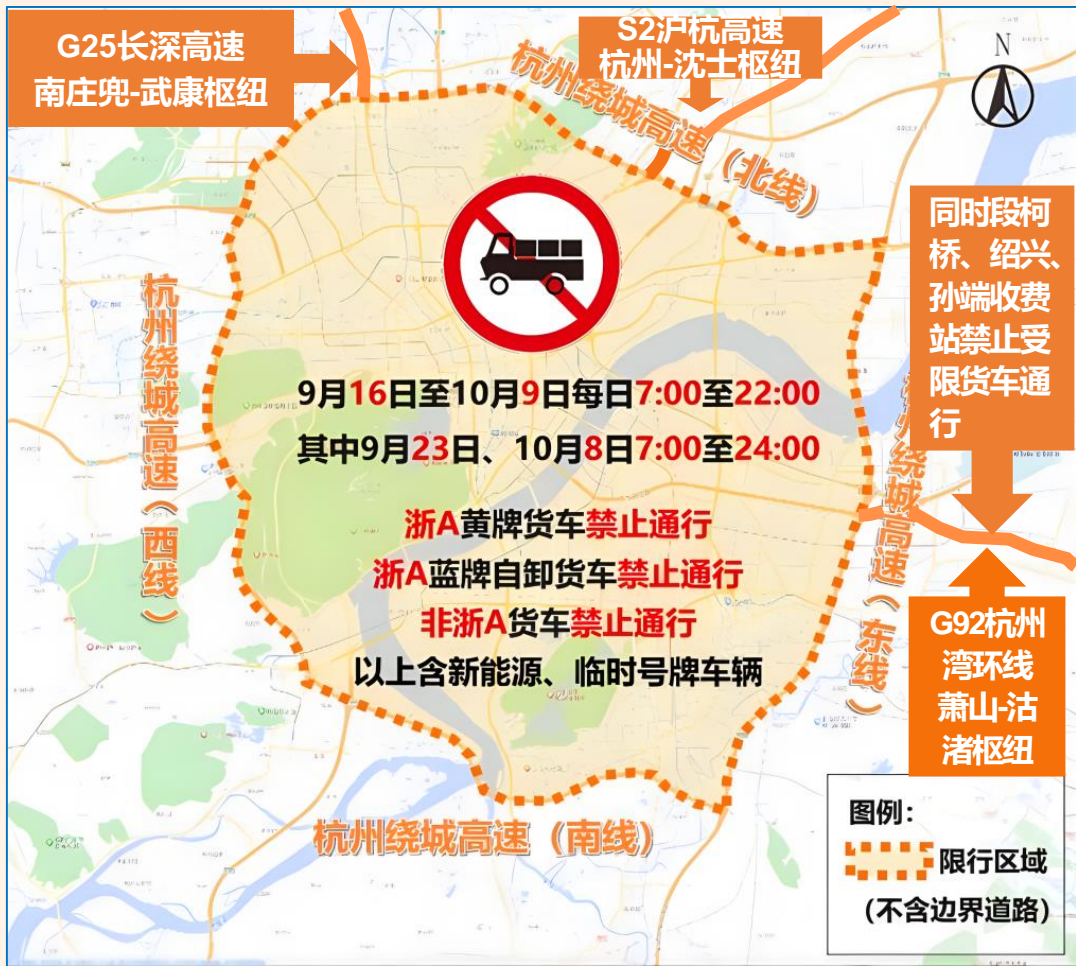 G25长深高速
南庄兜-武康枢纽
S2沪杭高速
杭州-沈士枢纽
N
杭州绕城高速（北线）
同时段柯
桥、绍兴、
孙端收费
站禁止受
限货车通
行
杭州绕城高速（西线）
9月16日至10月9日每日7:00至22:00
其中9月23日、10月8日7:00至24:00
浙A黄牌货车禁止通行
浙A蓝牌自卸货车禁止通行
非浙A货车禁止通行
以上含新能源、临时号牌车辆
杭州绕城高速（东线）
G92杭州
湾环线
萧山-沽
渚枢纽
杭州绕城高速（南线）
图例：
限行区域
（不含边界道路）